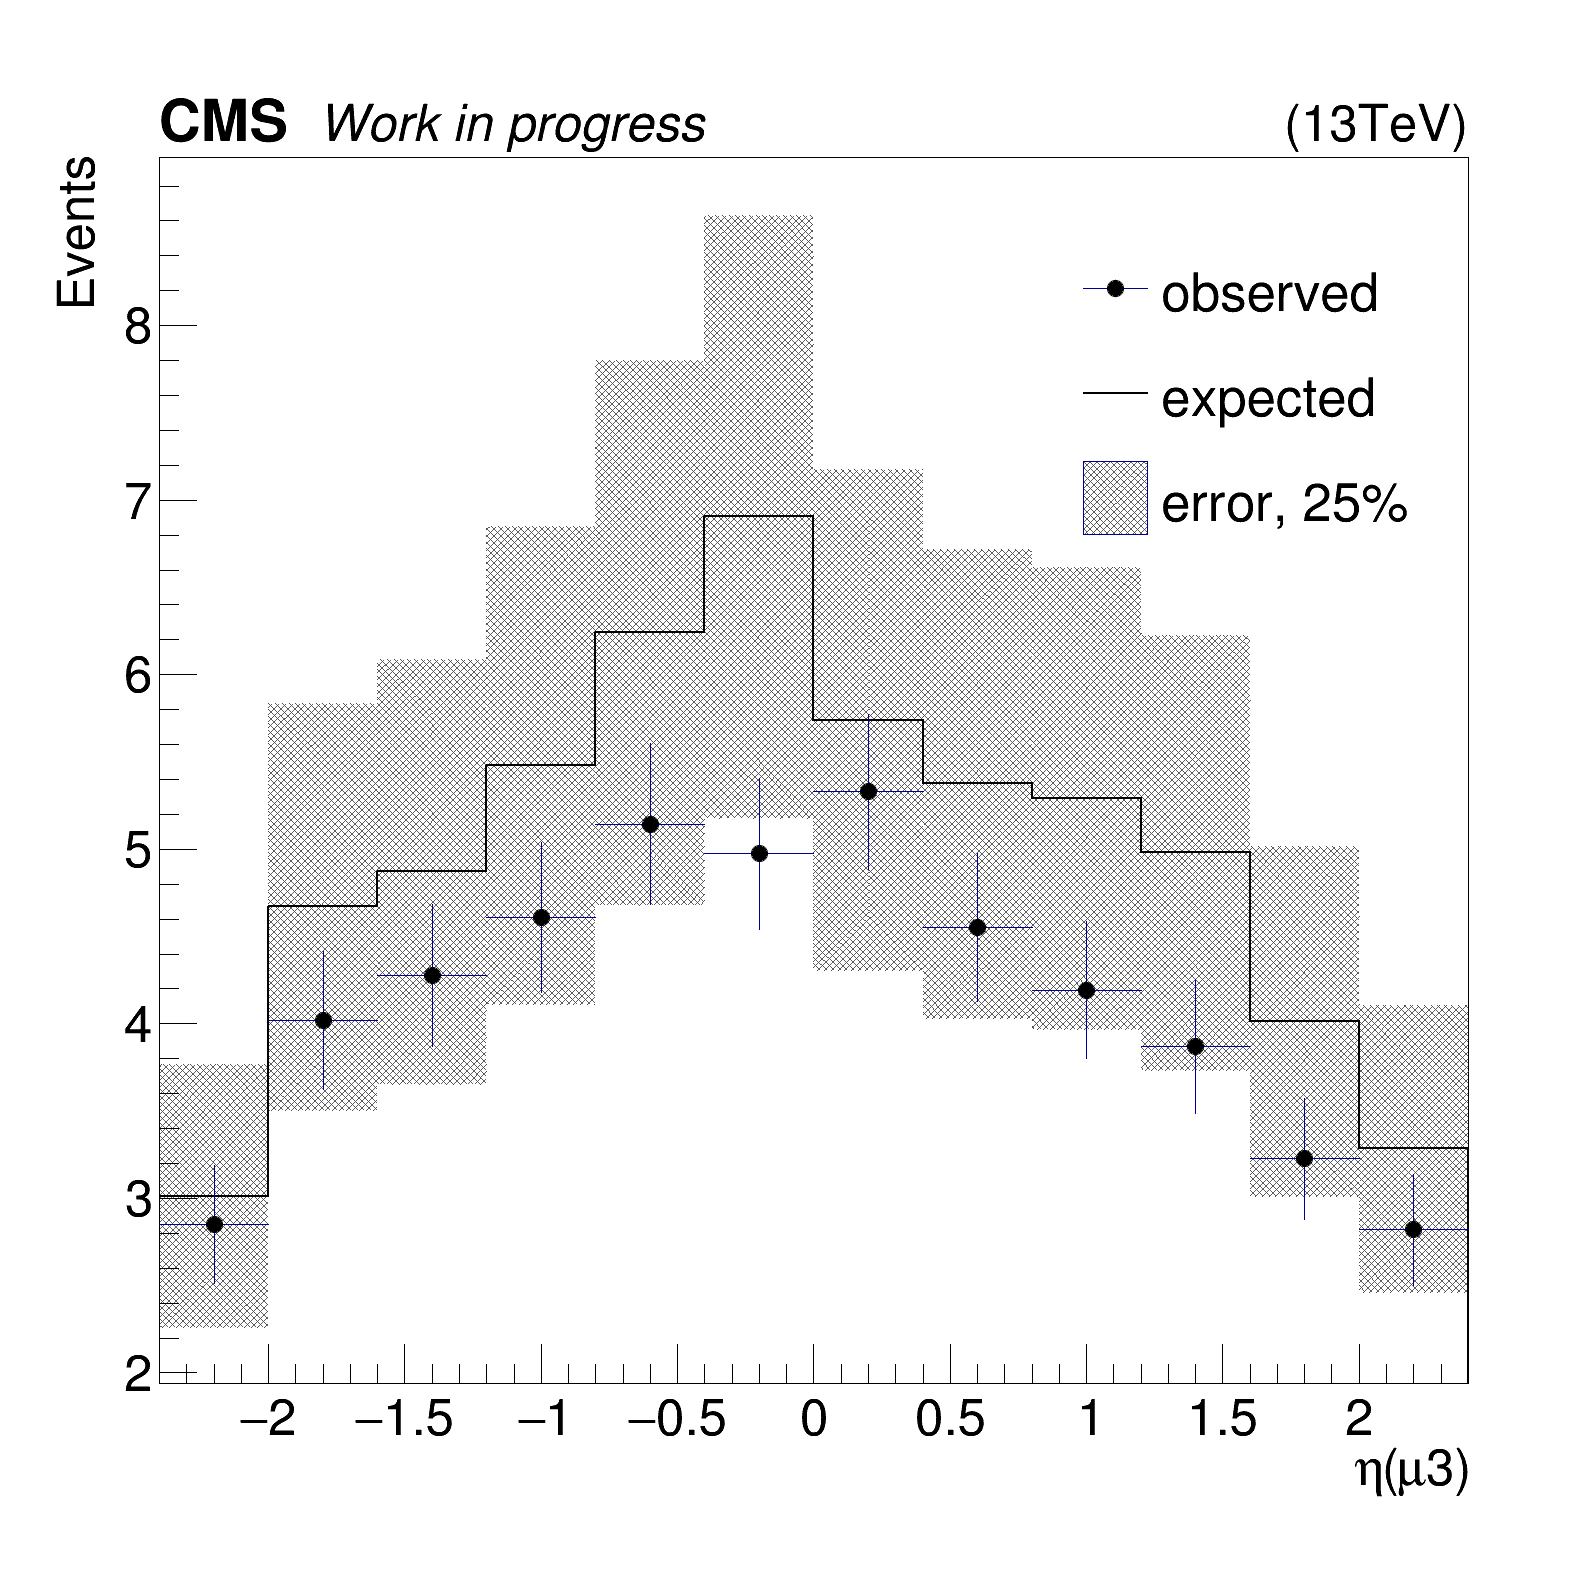 CMS Work in progress (13TeV)
Events
observed
expected
error, 25%
8
7
6
5
4
3
2
−2 −1.5 −1 −0.5 0 0.5 1 1.5 2
η(μ3)